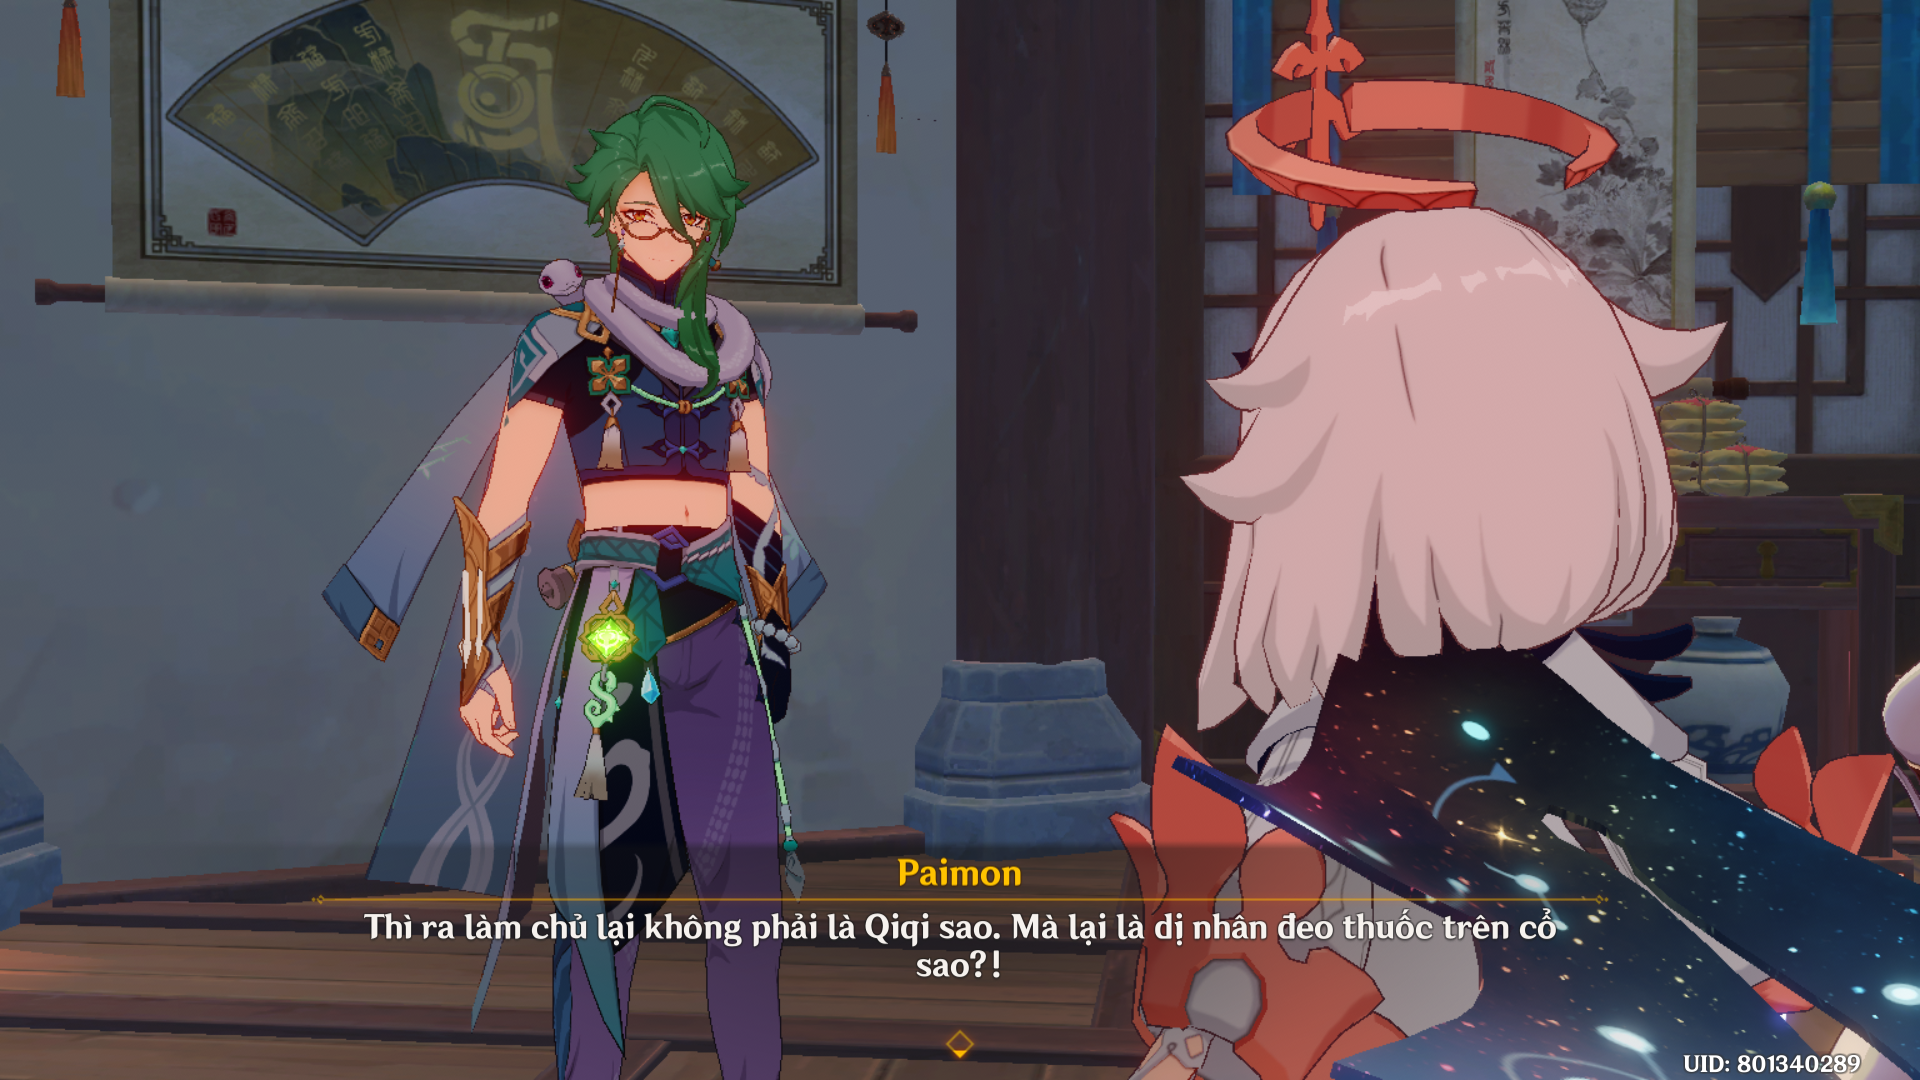 Paimon
Thì ra làm chủ lại không phải là Qiqi sao. Mà lại là dị nhân đeo thuốc trên cổ
sao?!
UID: 801340289